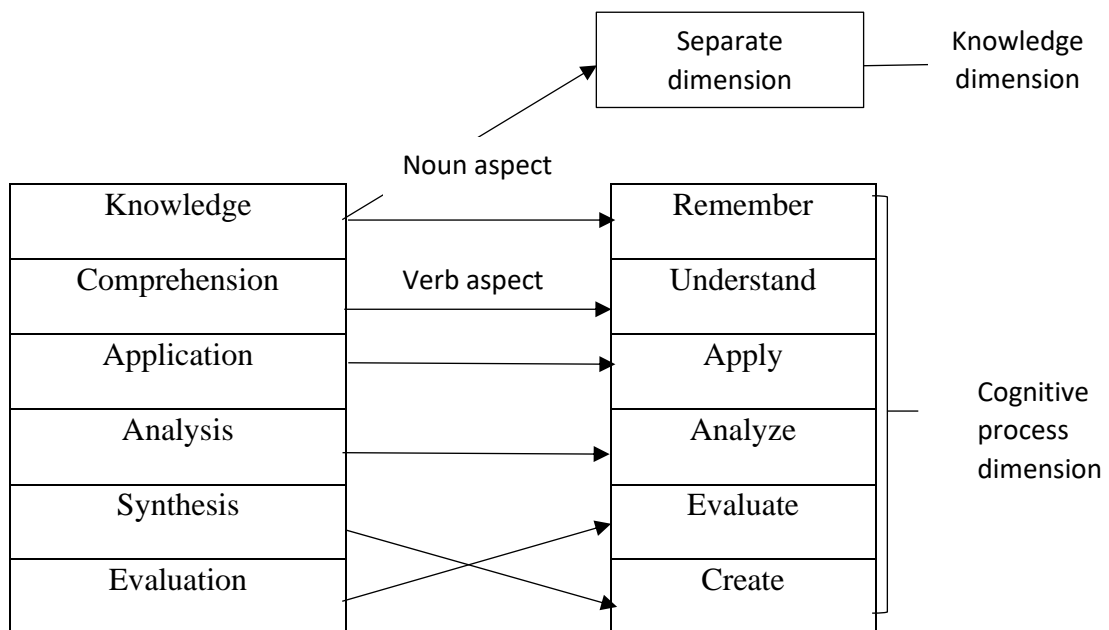 Separate
dimension
Knowledge
dimension
Noun aspect
Knowledge
Remember
Comprehension
Verb aspect
Understand
Application
Apply
Analysis
Analyze
Cognitive
process
dimension
Synthesis
Evaluate
Evaluation
Create